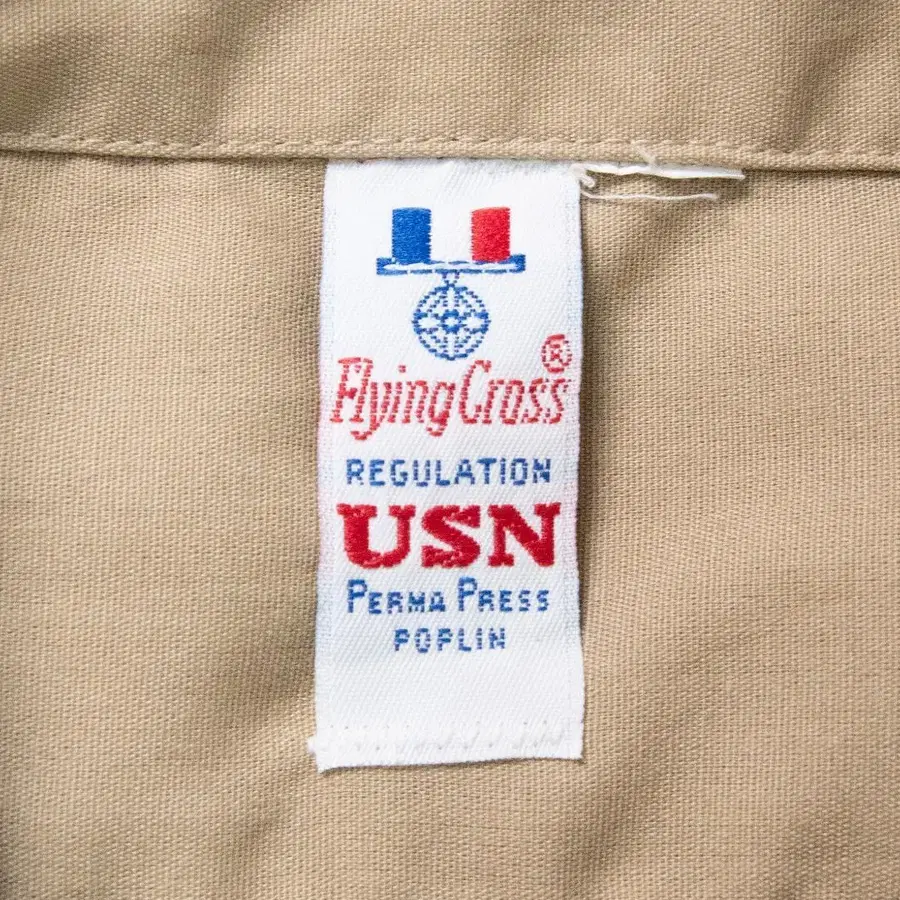 Flying Cross®
REGULATION
USN
PERMA PRESS
POPLIN